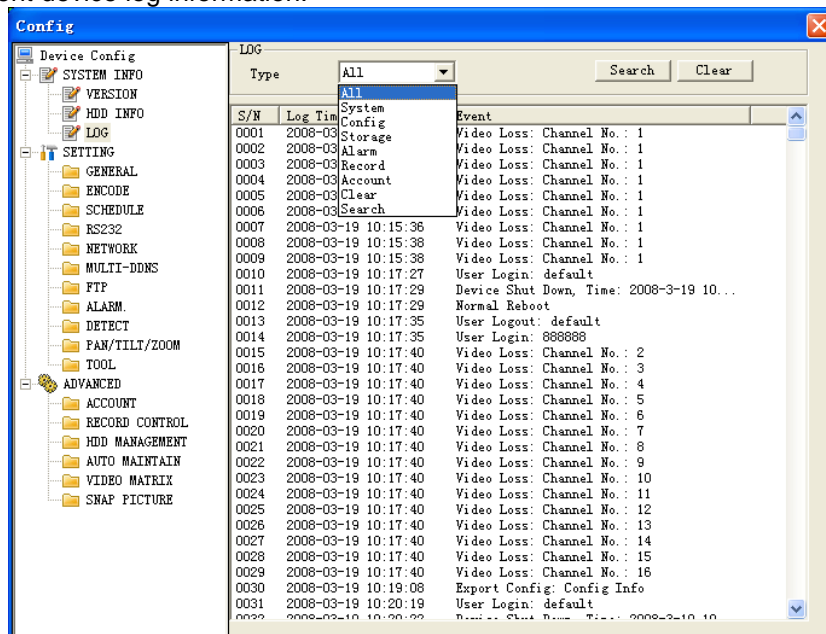 device log information.
Config
Device Config
SYSTEM INFO
VERSION
HDD INFO
LOG
SETTING
GENERAL
ENCODE
SCHEDULE
RS232
NETWORK
MULTI-DDNS
FTP
ALARM.
DETECT
PAN/TILT/ZOOM
TOOL
ADVANCED
ACCOUNT
RECORD CONTROL
HDD MANAGEMENT
AUTO MAINTAIN
VIDEO MATRIX
SNAP PICTURE
LOG
Type All Search Clear
All
System
Config
Storage
Alarm
Record
Account
Clear
Search
S/N Log Tim Event
0001 2008-03 Video Loss: Channel No.: 1
0002 2008-03 Video Loss: Channel No.: 1
0003 2008-03 Video Loss: Channel No.: 1
0004 2008-03 Video Loss: Channel No.: 1
0005 2008-03 Video Loss: Channel No.: 1
0006 2008-03 Video Loss: Channel No.: 1
0007 2008-03-19 10:15:36 Video Loss: Channel No.: 1
0008 2008-03-19 10:15:38 Video Loss: Channel No.: 1
0009 2008-03-19 10:15:38 Video Loss: Channel No.: 1
0010 2008-03-19 10:17:27 User Login: default
0011 2008-03-19 10:17:29 Device Shut Down, Time: 2008-3-19 10...
0012 2008-03-19 10:17:29 Normal Reboot
0013 2008-03-19 10:17:35 User Logout: default
0014 2008-03-19 10:17:35 User Login: 888888
0015 2008-03-19 10:17:40 Video Loss: Channel No.: 2
0016 2008-03-19 10:17:40 Video Loss: Channel No.: 3
0017 2008-03-19 10:17:40 Video Loss: Channel No.: 4
0018 2008-03-19 10:17:40 Video Loss: Channel No.: 5
0019 2008-03-19 10:17:40 Video Loss: Channel No.: 6
0020 2008-03-19 10:17:40 Video Loss: Channel No.: 7
0021 2008-03-19 10:17:40 Video Loss: Channel No.: 8
0022 2008-03-19 10:17:40 Video Loss: Channel No.: 9
0023 2008-03-19 10:17:40 Video Loss: Channel No.: 10
0024 2008-03-19 10:17:40 Video Loss: Channel No.: 11
0025 2008-03-19 10:17:40 Video Loss: Channel No.: 12
0026 2008-03-19 10:17:40 Video Loss: Channel No.: 13
0027 2008-03-19 10:17:40 Video Loss: Channel No.: 14
0028 2008-03-19 10:17:40 Video Loss: Channel No.: 15
0029 2008-03-19 10:17:40 Video Loss: Channel No.: 16
0030 2008-03-19 10:19:08 Export Config: Config Info
0031 2008-03-19 10:20:19 User Login: default